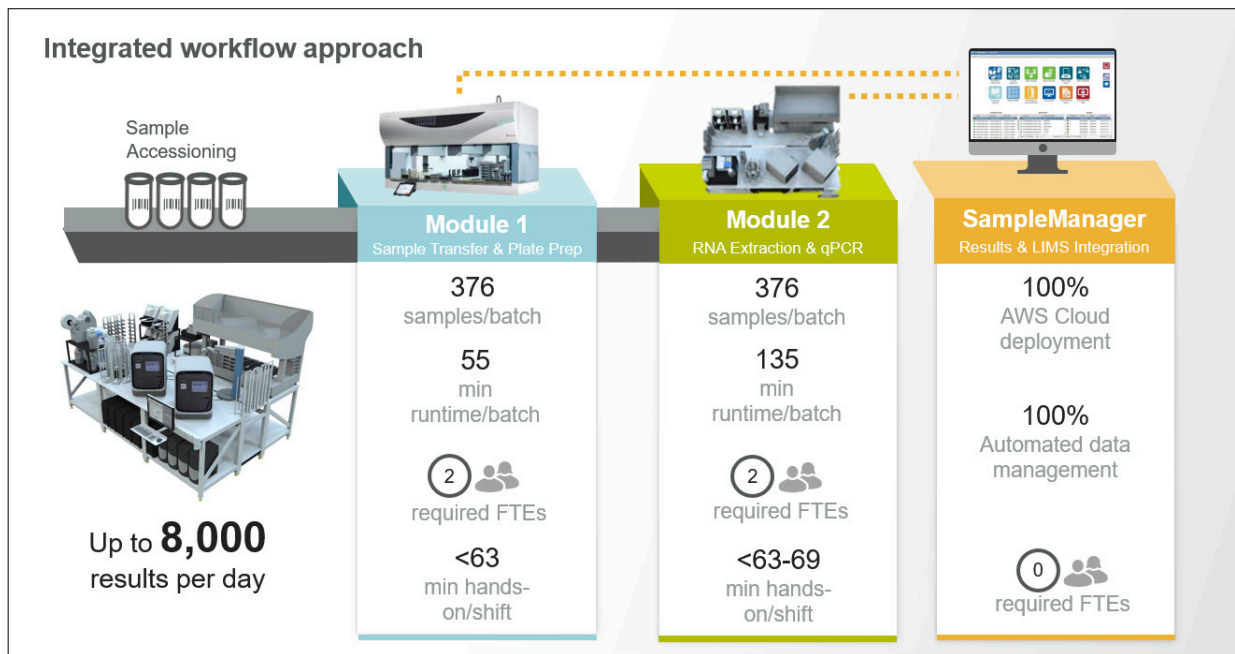 Integrated workflow approach
Sample
Accessioning
Up to 8,000
results per day
Module 1
Sample Transfer & Plate Prep
376
samples/batch
55
min
runtime/batch
2
required FTEs
<63
min hands-
on/shift
Module 2
RNA Extraction & qPCR
376
samples/batch
135
min
runtime/batch
2
required FTEs
<63-69
min hands-
on/shift
SampleManager
Results & LIMS Integration
100%
AWS Cloud
deployment
100%
Automated data
management
0
required FTEs